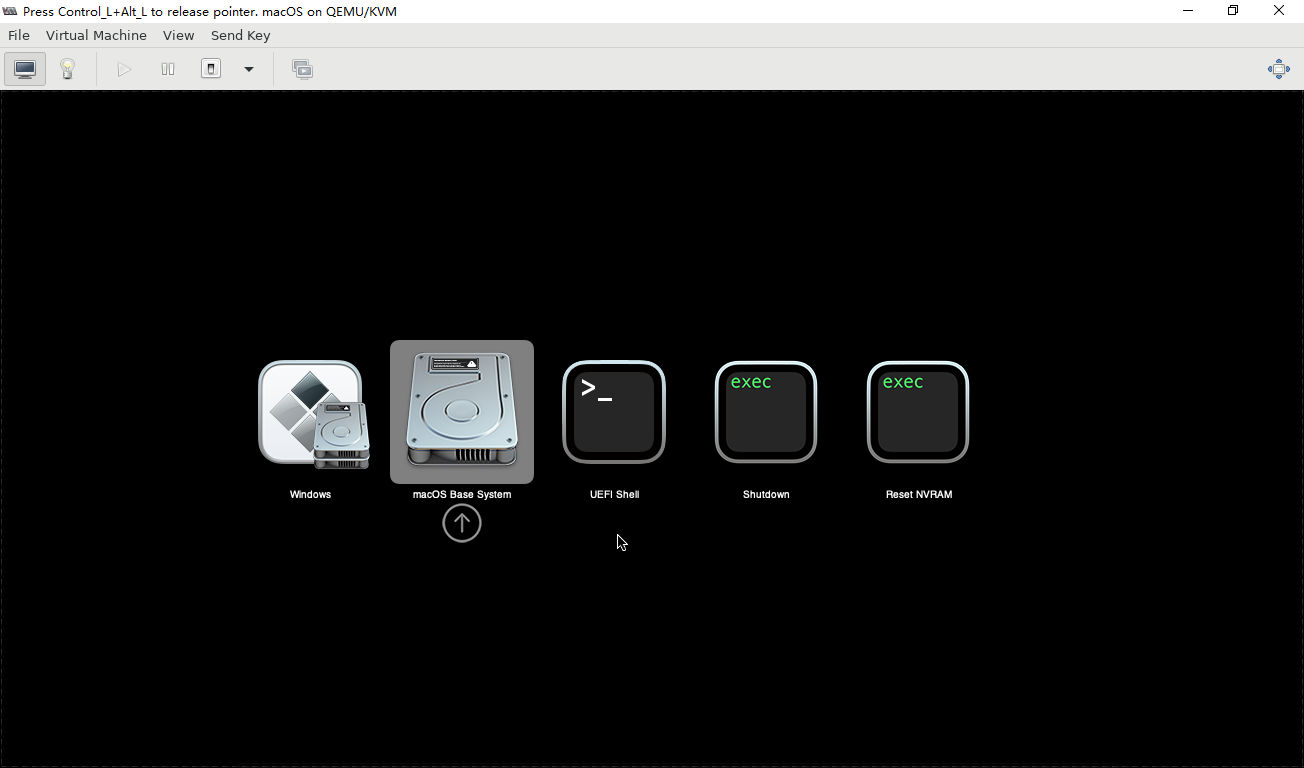 Press Control_L+Alt_L to release pointer. macOS on QEMU/KVM
File Virtual Machine View Send Key
>_
exec
exec
Windows
macOS Base System
UEFI Shell
Shutdown
Reset NVRAM